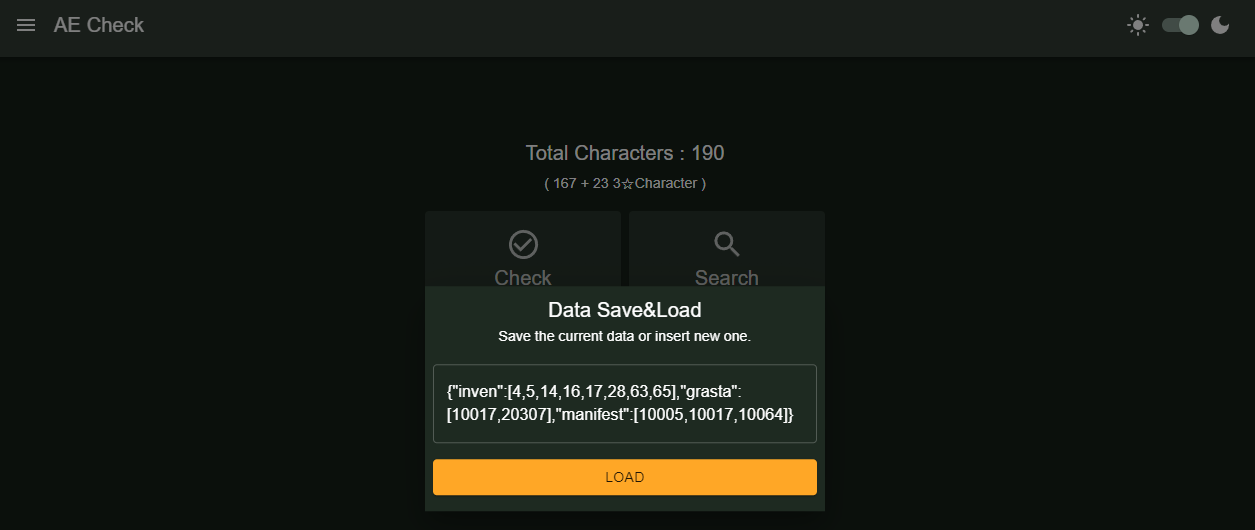 AE Check
Total Characters : 190
( 167 + 23 3☆Character )
Check
Search
Data Save&Load
Save the current data or insert new one.
{"inven":[4,5,14,16,17,28,63,65],"grasta":
[10017,20307],"manifest":[10005,10017,10064]}
LOAD